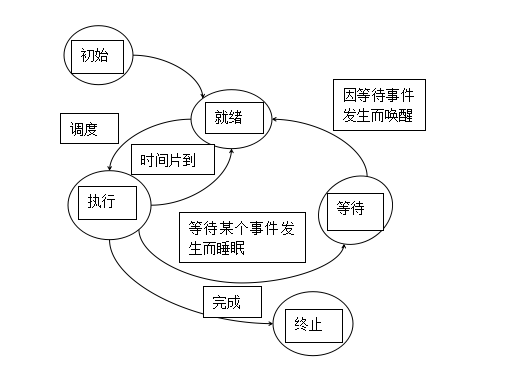 初始
因等待事件
发生而唤醒
就绪
调度
时间片到
执行
等待
等待某个事件发
生而睡眠
完成
终止